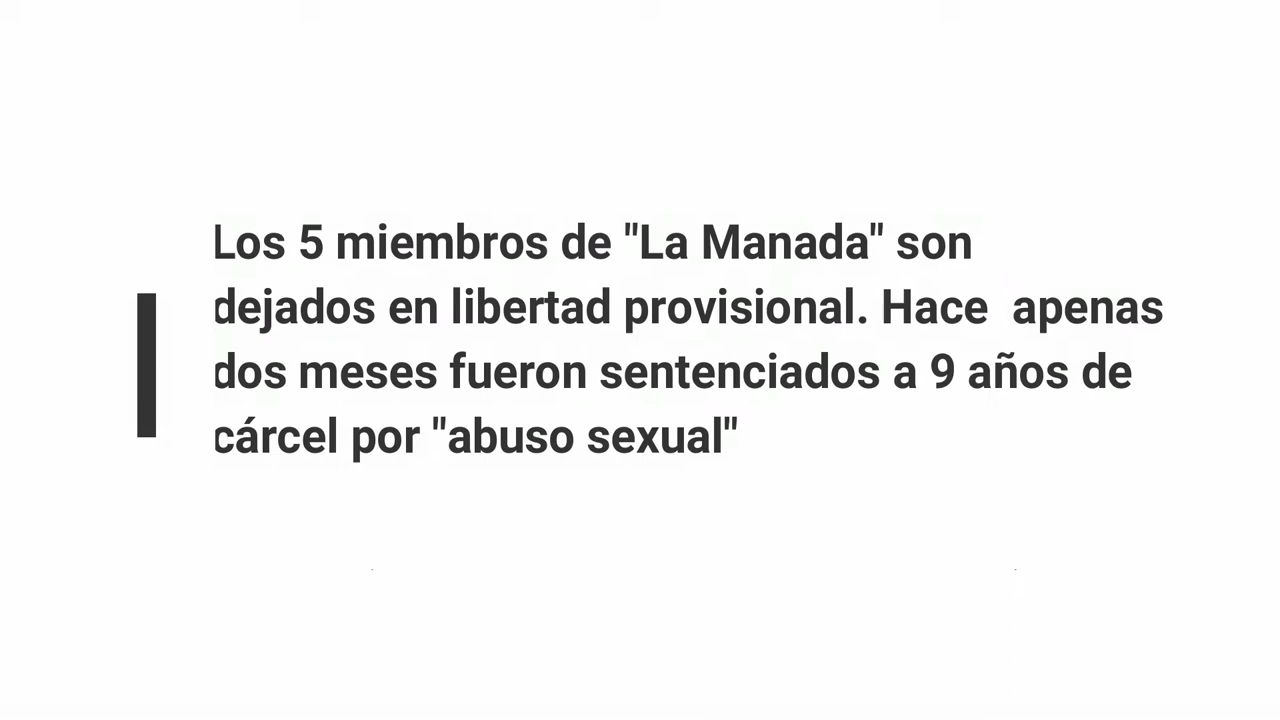 Los 5 miembros de "La Manada" son
dejados en libertad provisional. Hace  apenas
dos meses fueron sentenciados a 9 años de
cárcel por "abuso sexual"